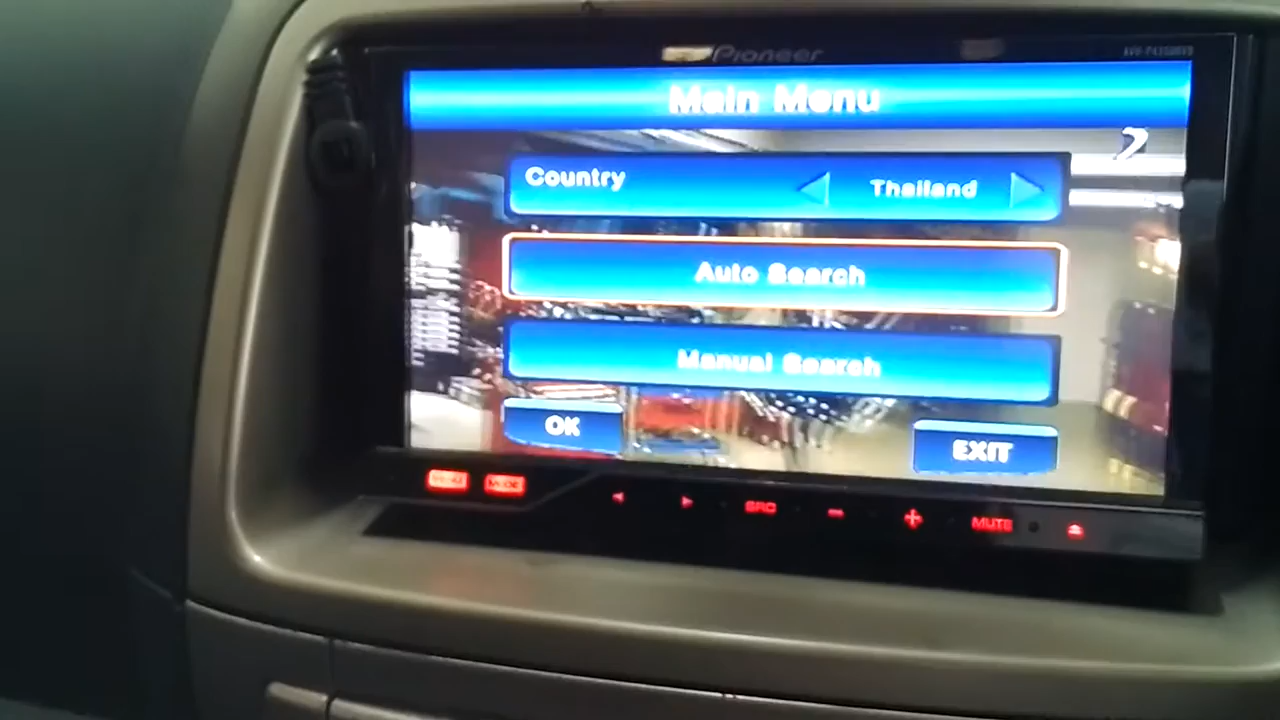 Pioneer
Main Menu
Country Thailand
Auto Search
Manual Search
OK EXIT
MENU MODE SRC MUTE